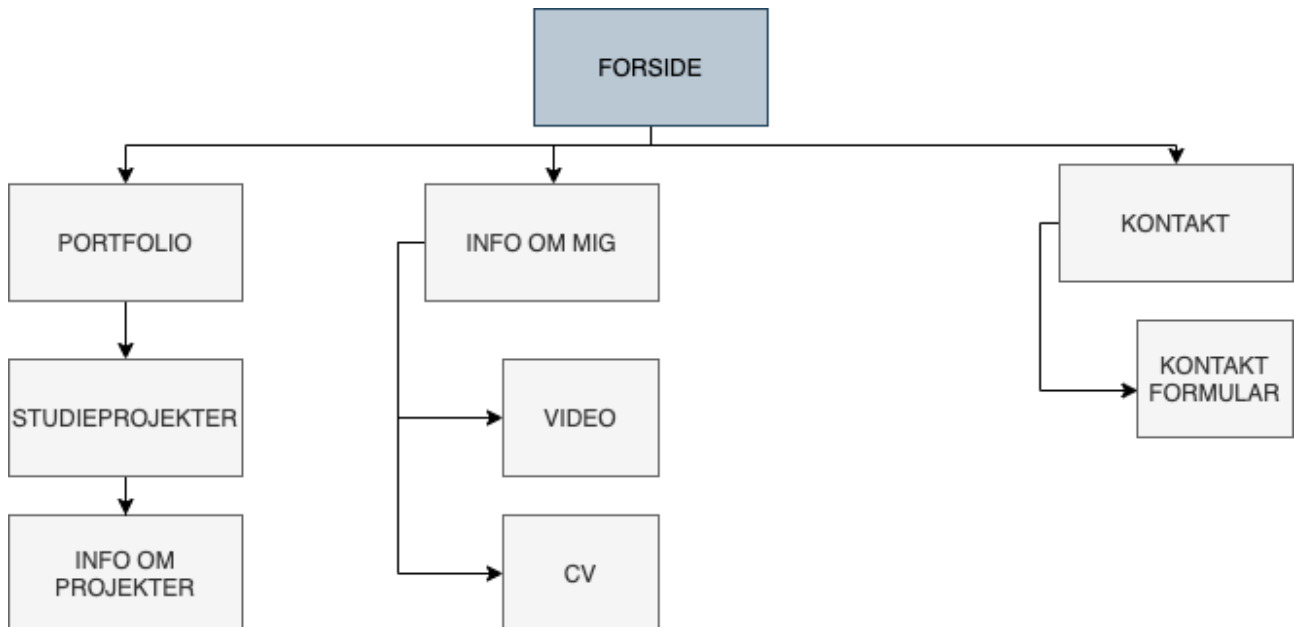 FORSIDE
PORTFOLIO
INFO OM MIG
KONTAKT
STUDIEPROJEKTER
VIDEO
KONTAKT
FORMULAR
INFO OM
PROJEKTER
CV